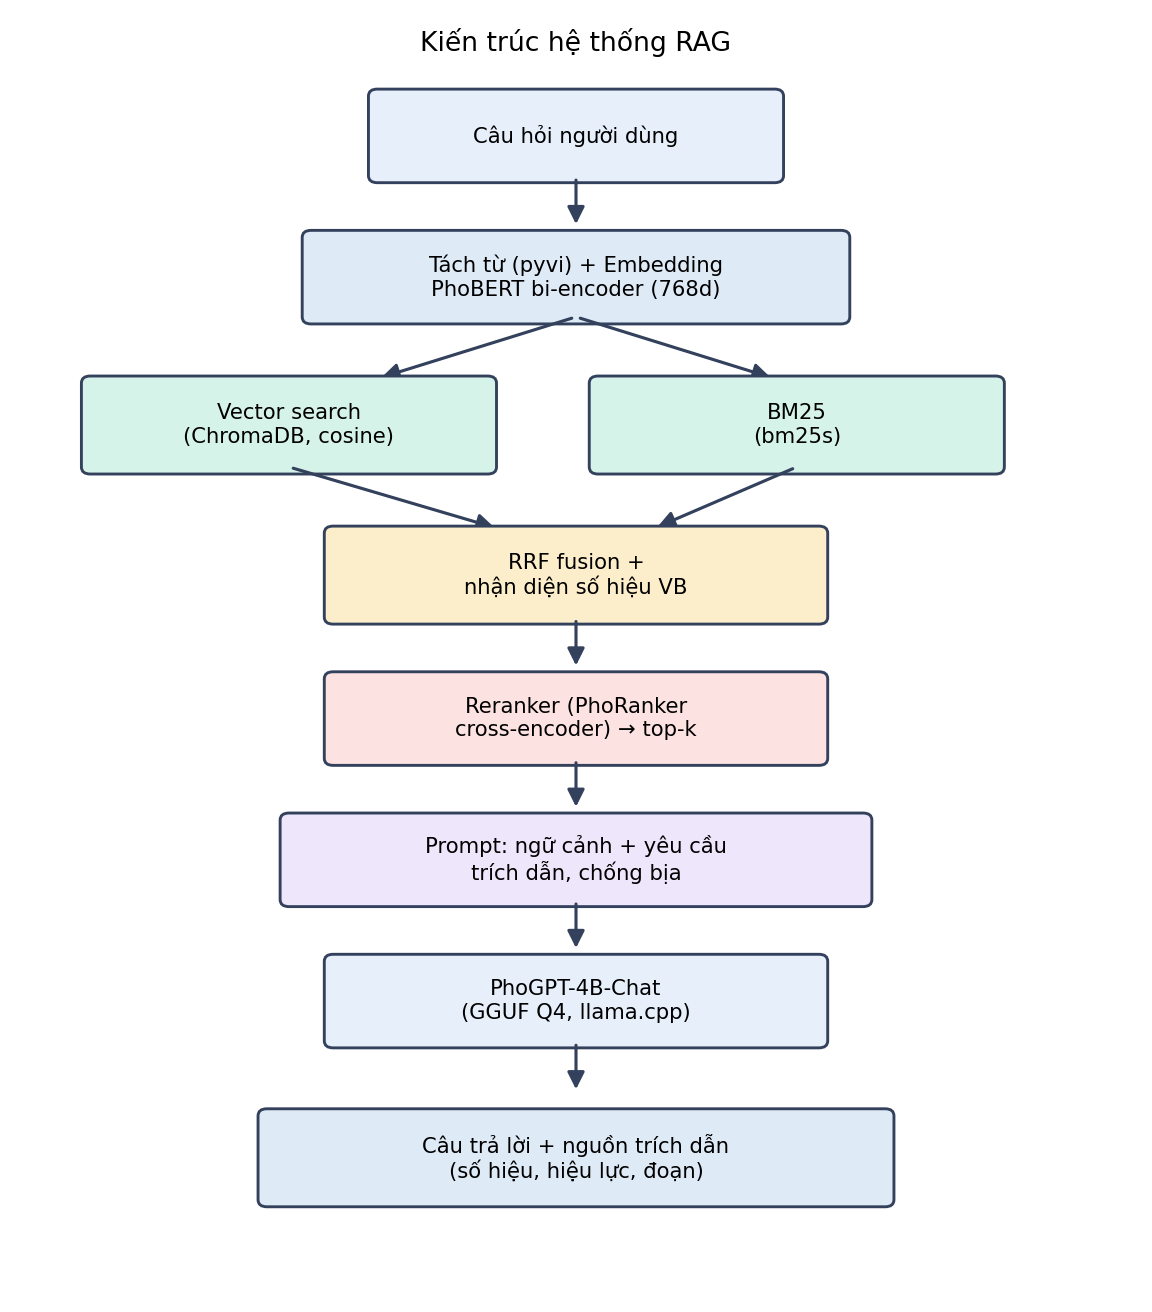 Kiến trúc hệ thống RAG
Câu hỏi người dùng
Tách từ (pyvi) + Embedding
PhoBERT bi-encoder (768d)
Vector search
(ChromaDB, cosine)
BM25
(bm25s)
RRF fusion +
nhận diện số hiệu VB
Reranker (PhoRanker
cross-encoder) → top-k
Prompt: ngữ cảnh + yêu cầu
trích dẫn, chống bịa
PhoGPT-4B-Chat
(GGUF Q4, llama.cpp)
Câu trả lời + nguồn trích dẫn
(số hiệu, hiệu lực, đoạn)